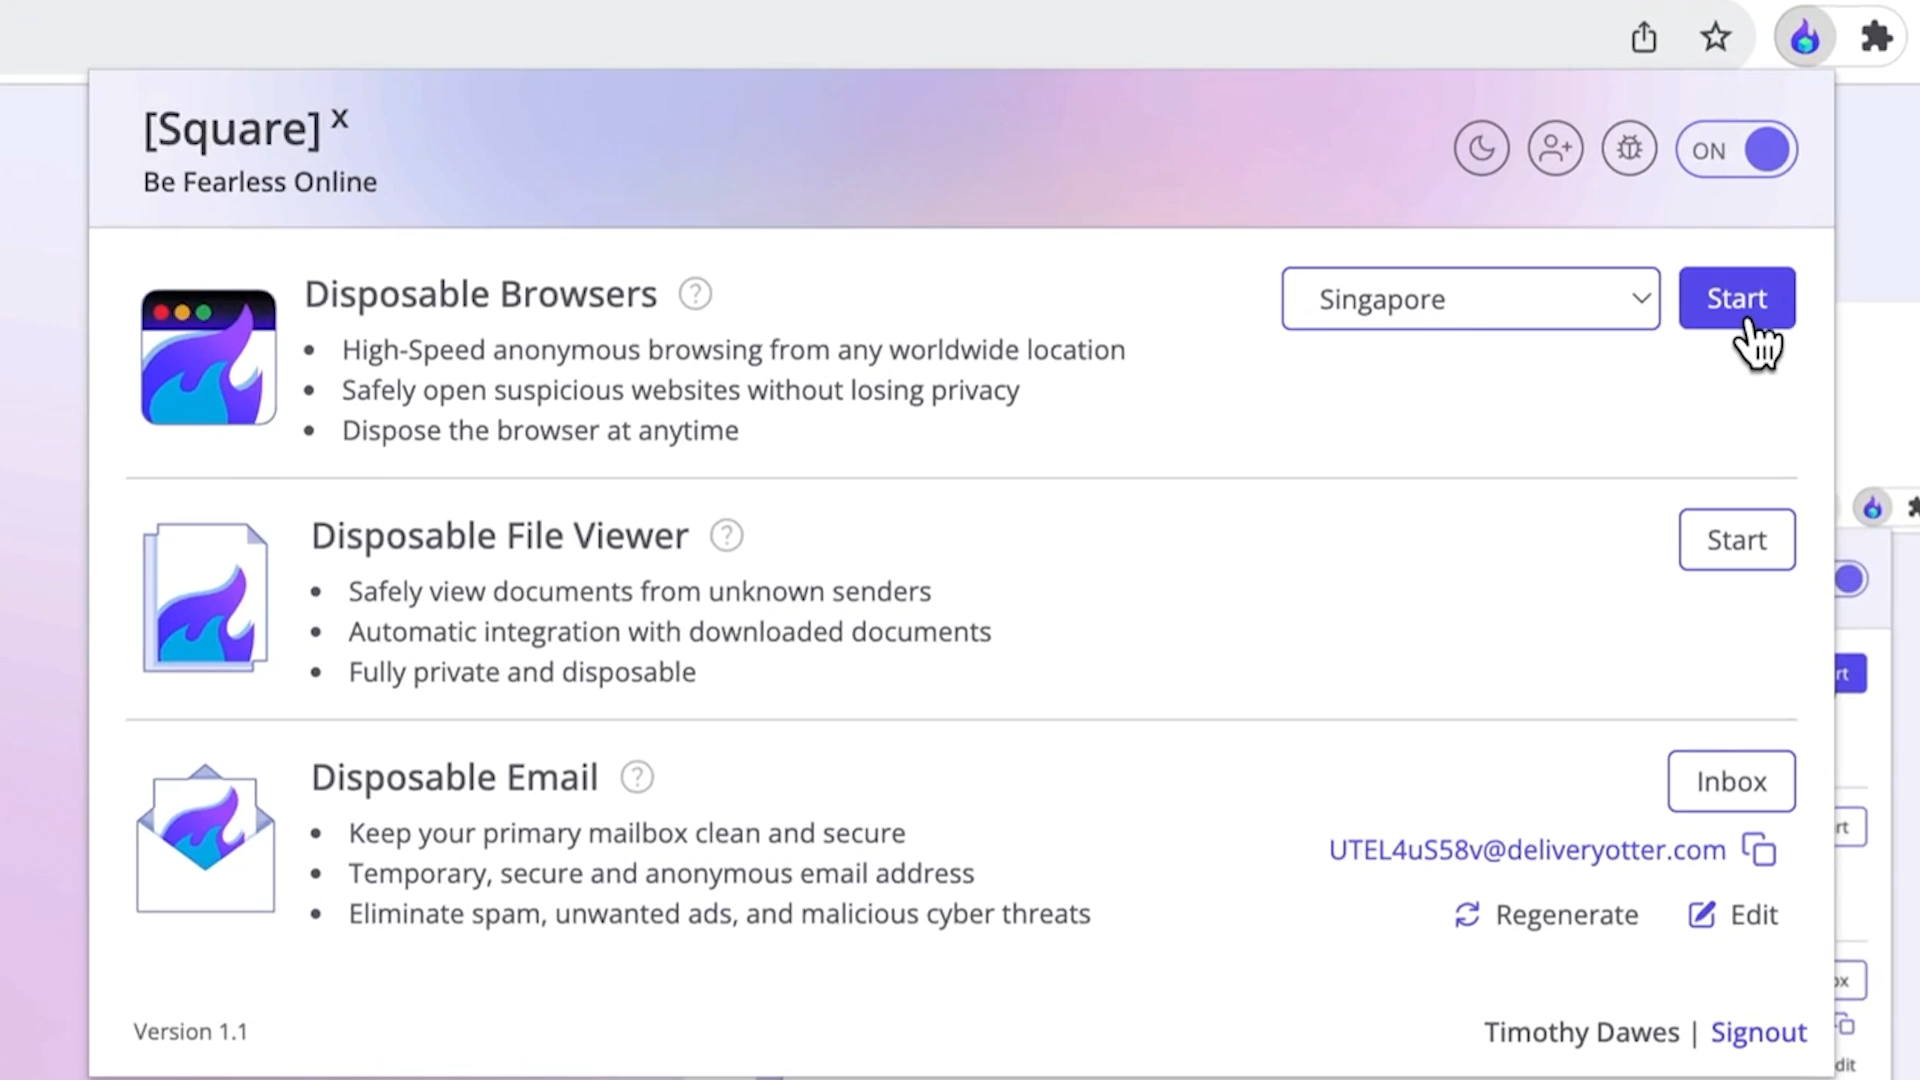 [Square] X
Be Fearless Online
ON
Disposable Browsers ?
Singapore
Start
• High-Speed anonymous browsing from any worldwide location
• Safely open suspicious websites without losing privacy
• Dispose the browser at anytime
Disposable File Viewer ?
Start
• Safely view documents from unknown senders
• Automatic integration with downloaded documents
• Fully private and disposable
Disposable Email ?
Inbox
• Keep your primary mailbox clean and secure
• Temporary, secure and anonymous email address
• Eliminate spam, unwanted ads, and malicious cyber threats
UTEL4uS58v@deliveryotter.com
Regenerate
Edit
Version 1.1
Timothy Dawes | Signout
rt
rt
ox
dit